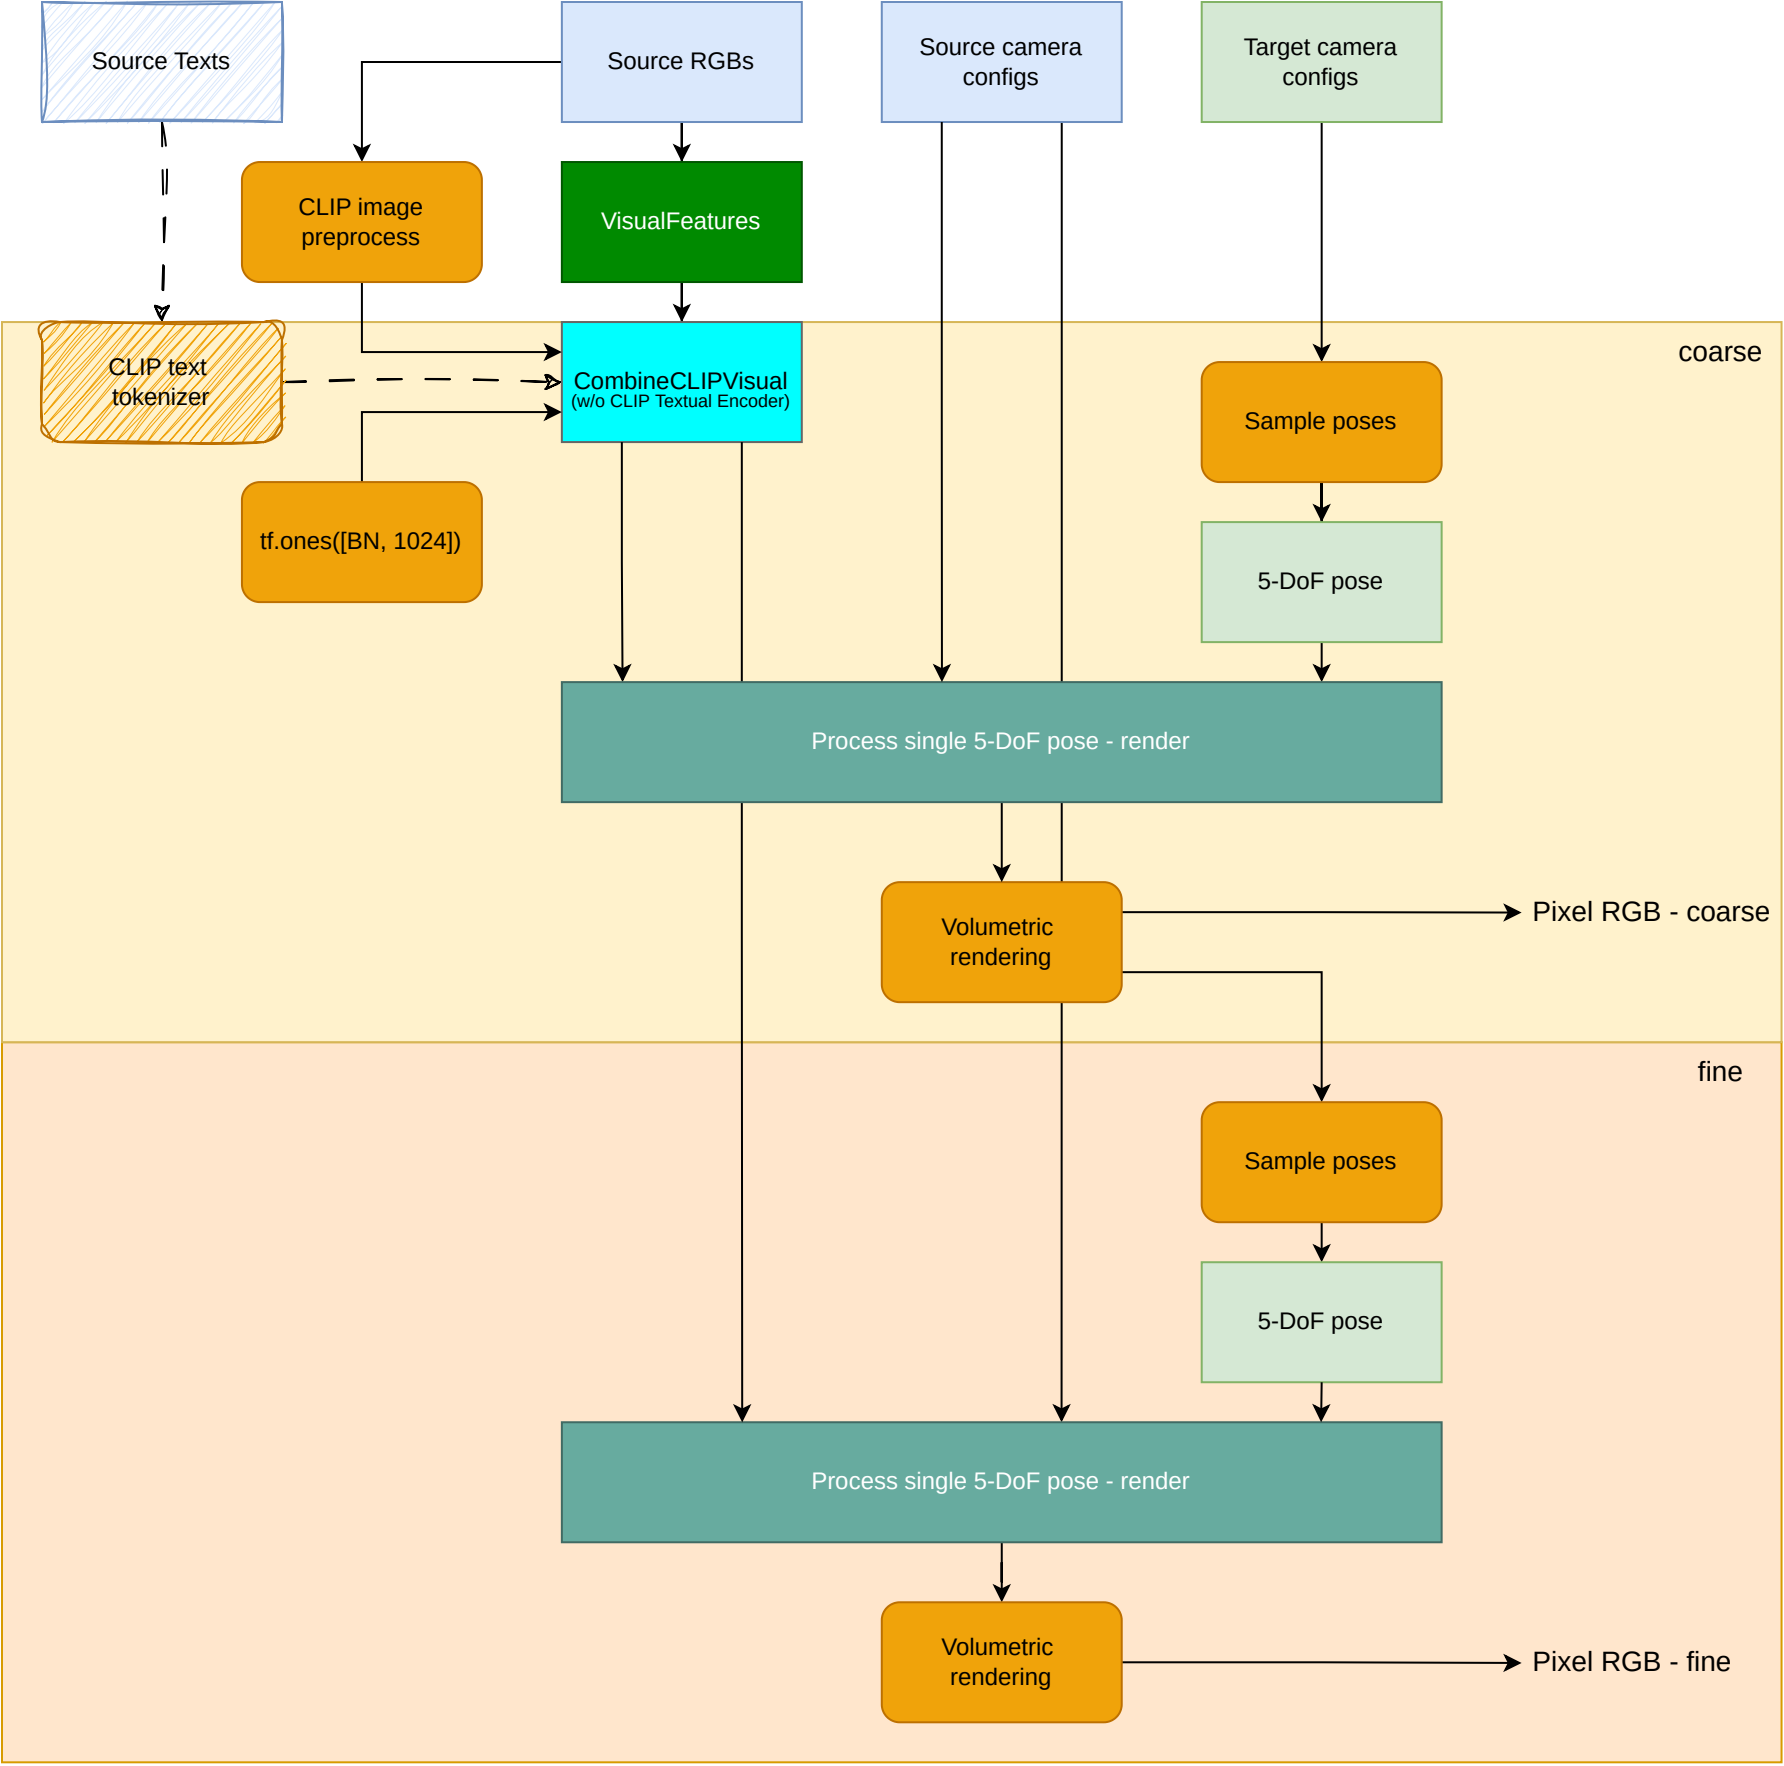 Source Texts
Source RGBs
Source camera
configs
Target camera
configs
CLIP image
preprocess
VisualFeatures
coarse
CLIP text
tokenizer
CombineCLIPVisual
(w/o CLIP Textual Encoder)
Sample poses
tf.ones([BN, 1024])
5-DoF pose
Process single 5-DoF pose - render
Volumetric
rendering
Pixel RGB - coarse
fine
Sample poses
5-DoF pose
Process single 5-DoF pose - render
Volumetric
rendering
Pixel RGB - fine